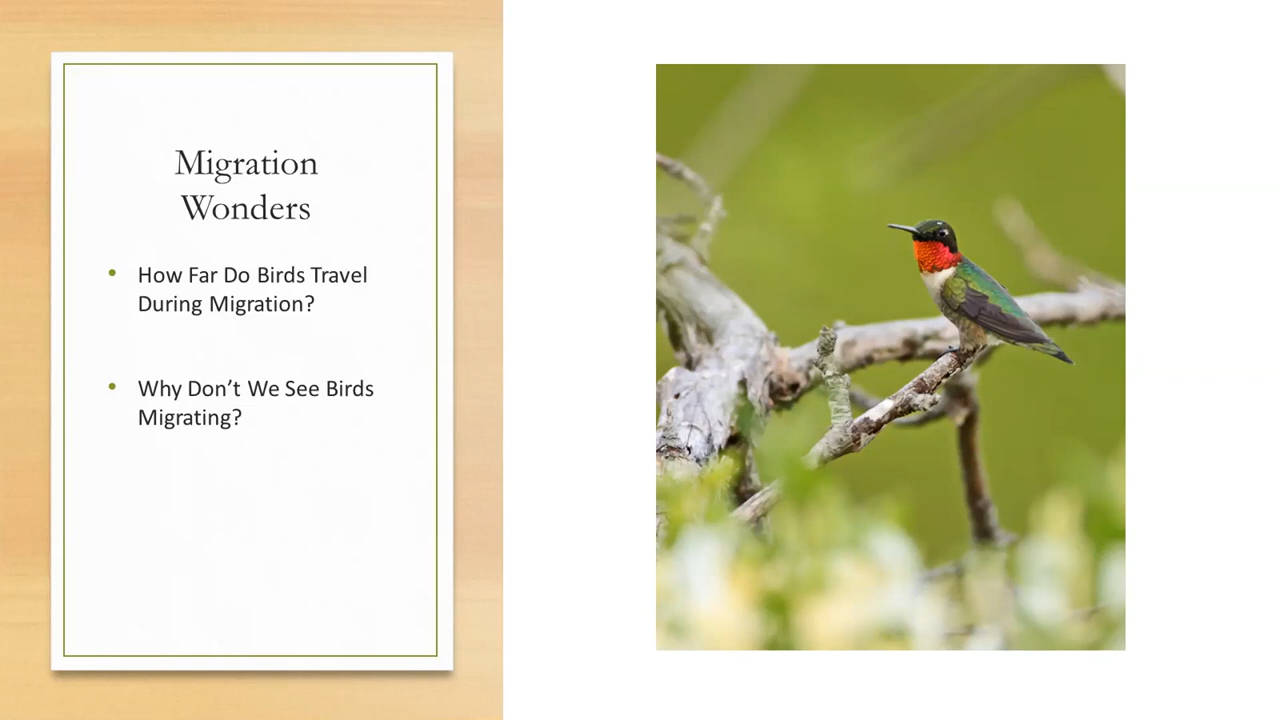 Migration
Wonders
• How Far Do Birds Travel
During Migration?
• Why Don’t We See Birds
Migrating?